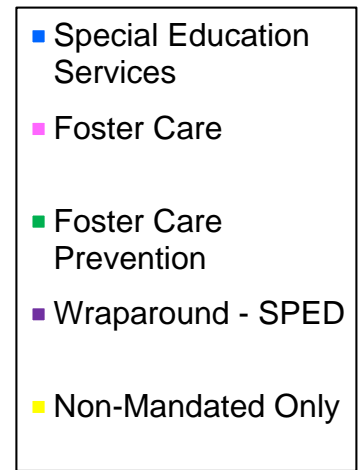 Special Education
Services
Foster Care
Foster Care
Prevention
Wraparound - SPED
Non-Mandated Only